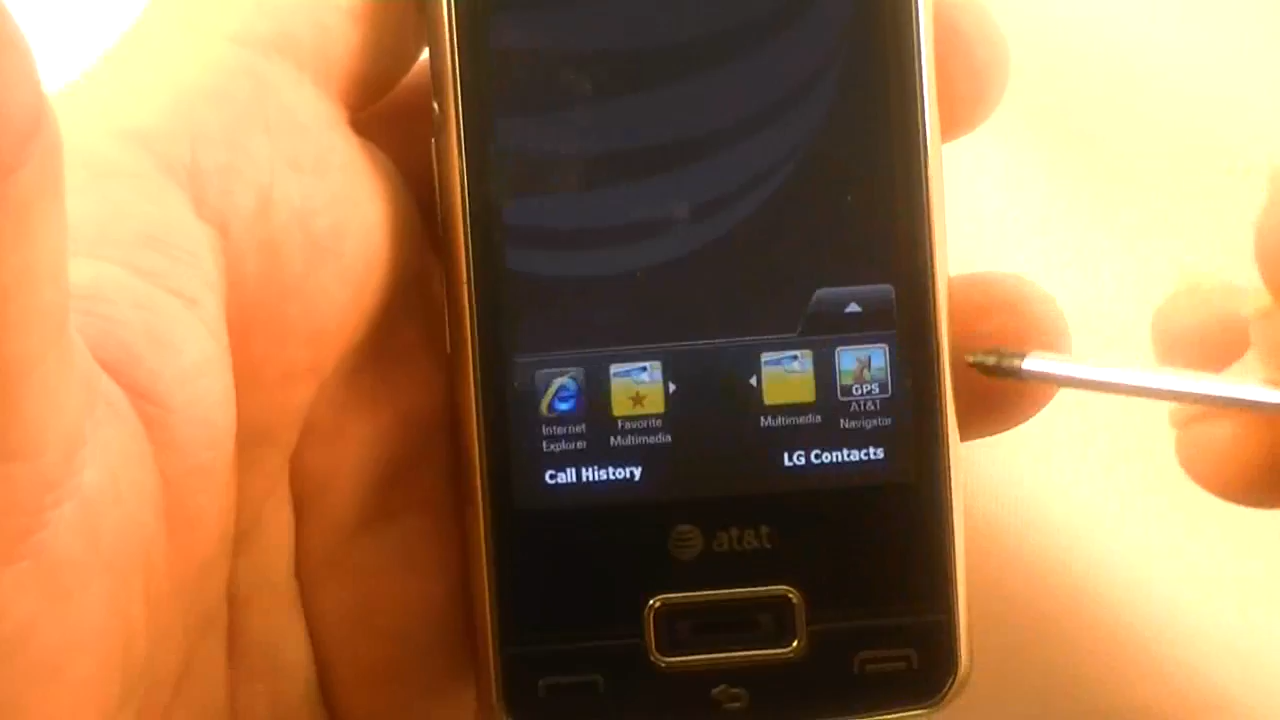 GPS
Internet
Explorer
Favorite
Multimedia
Multimedia
AT&T
Navigator
Call History
LG Contacts
at&t